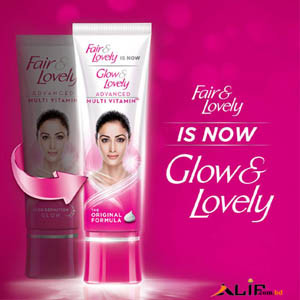 Fair & Lovely
ADVANCED
MULTI VITAMIN
GLOW
Fair & Lovely IS NOW
Glow & Lovely
ADVANCED
MULTI VITAMIN
THE
ORIGINAL
FORMULA
Fair &
Lovely
IS NOW
Glow &
Lovely